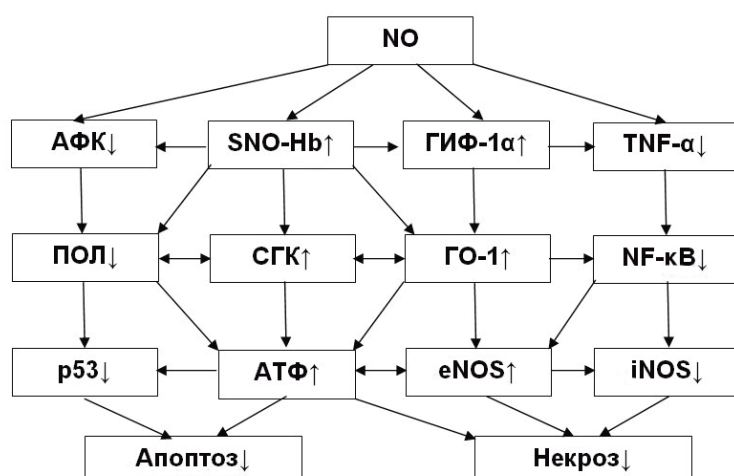 NO
АФК↓ SNO-Hb↑ ГИФ-1α↑ TNF-α↓
ПОЛ↓ СГК↑ ГО-1↑ NF-κB↓
p53↓ АТФ↑ eNOS↑ iNOS↓
Апоптоз↓ Некроз↓